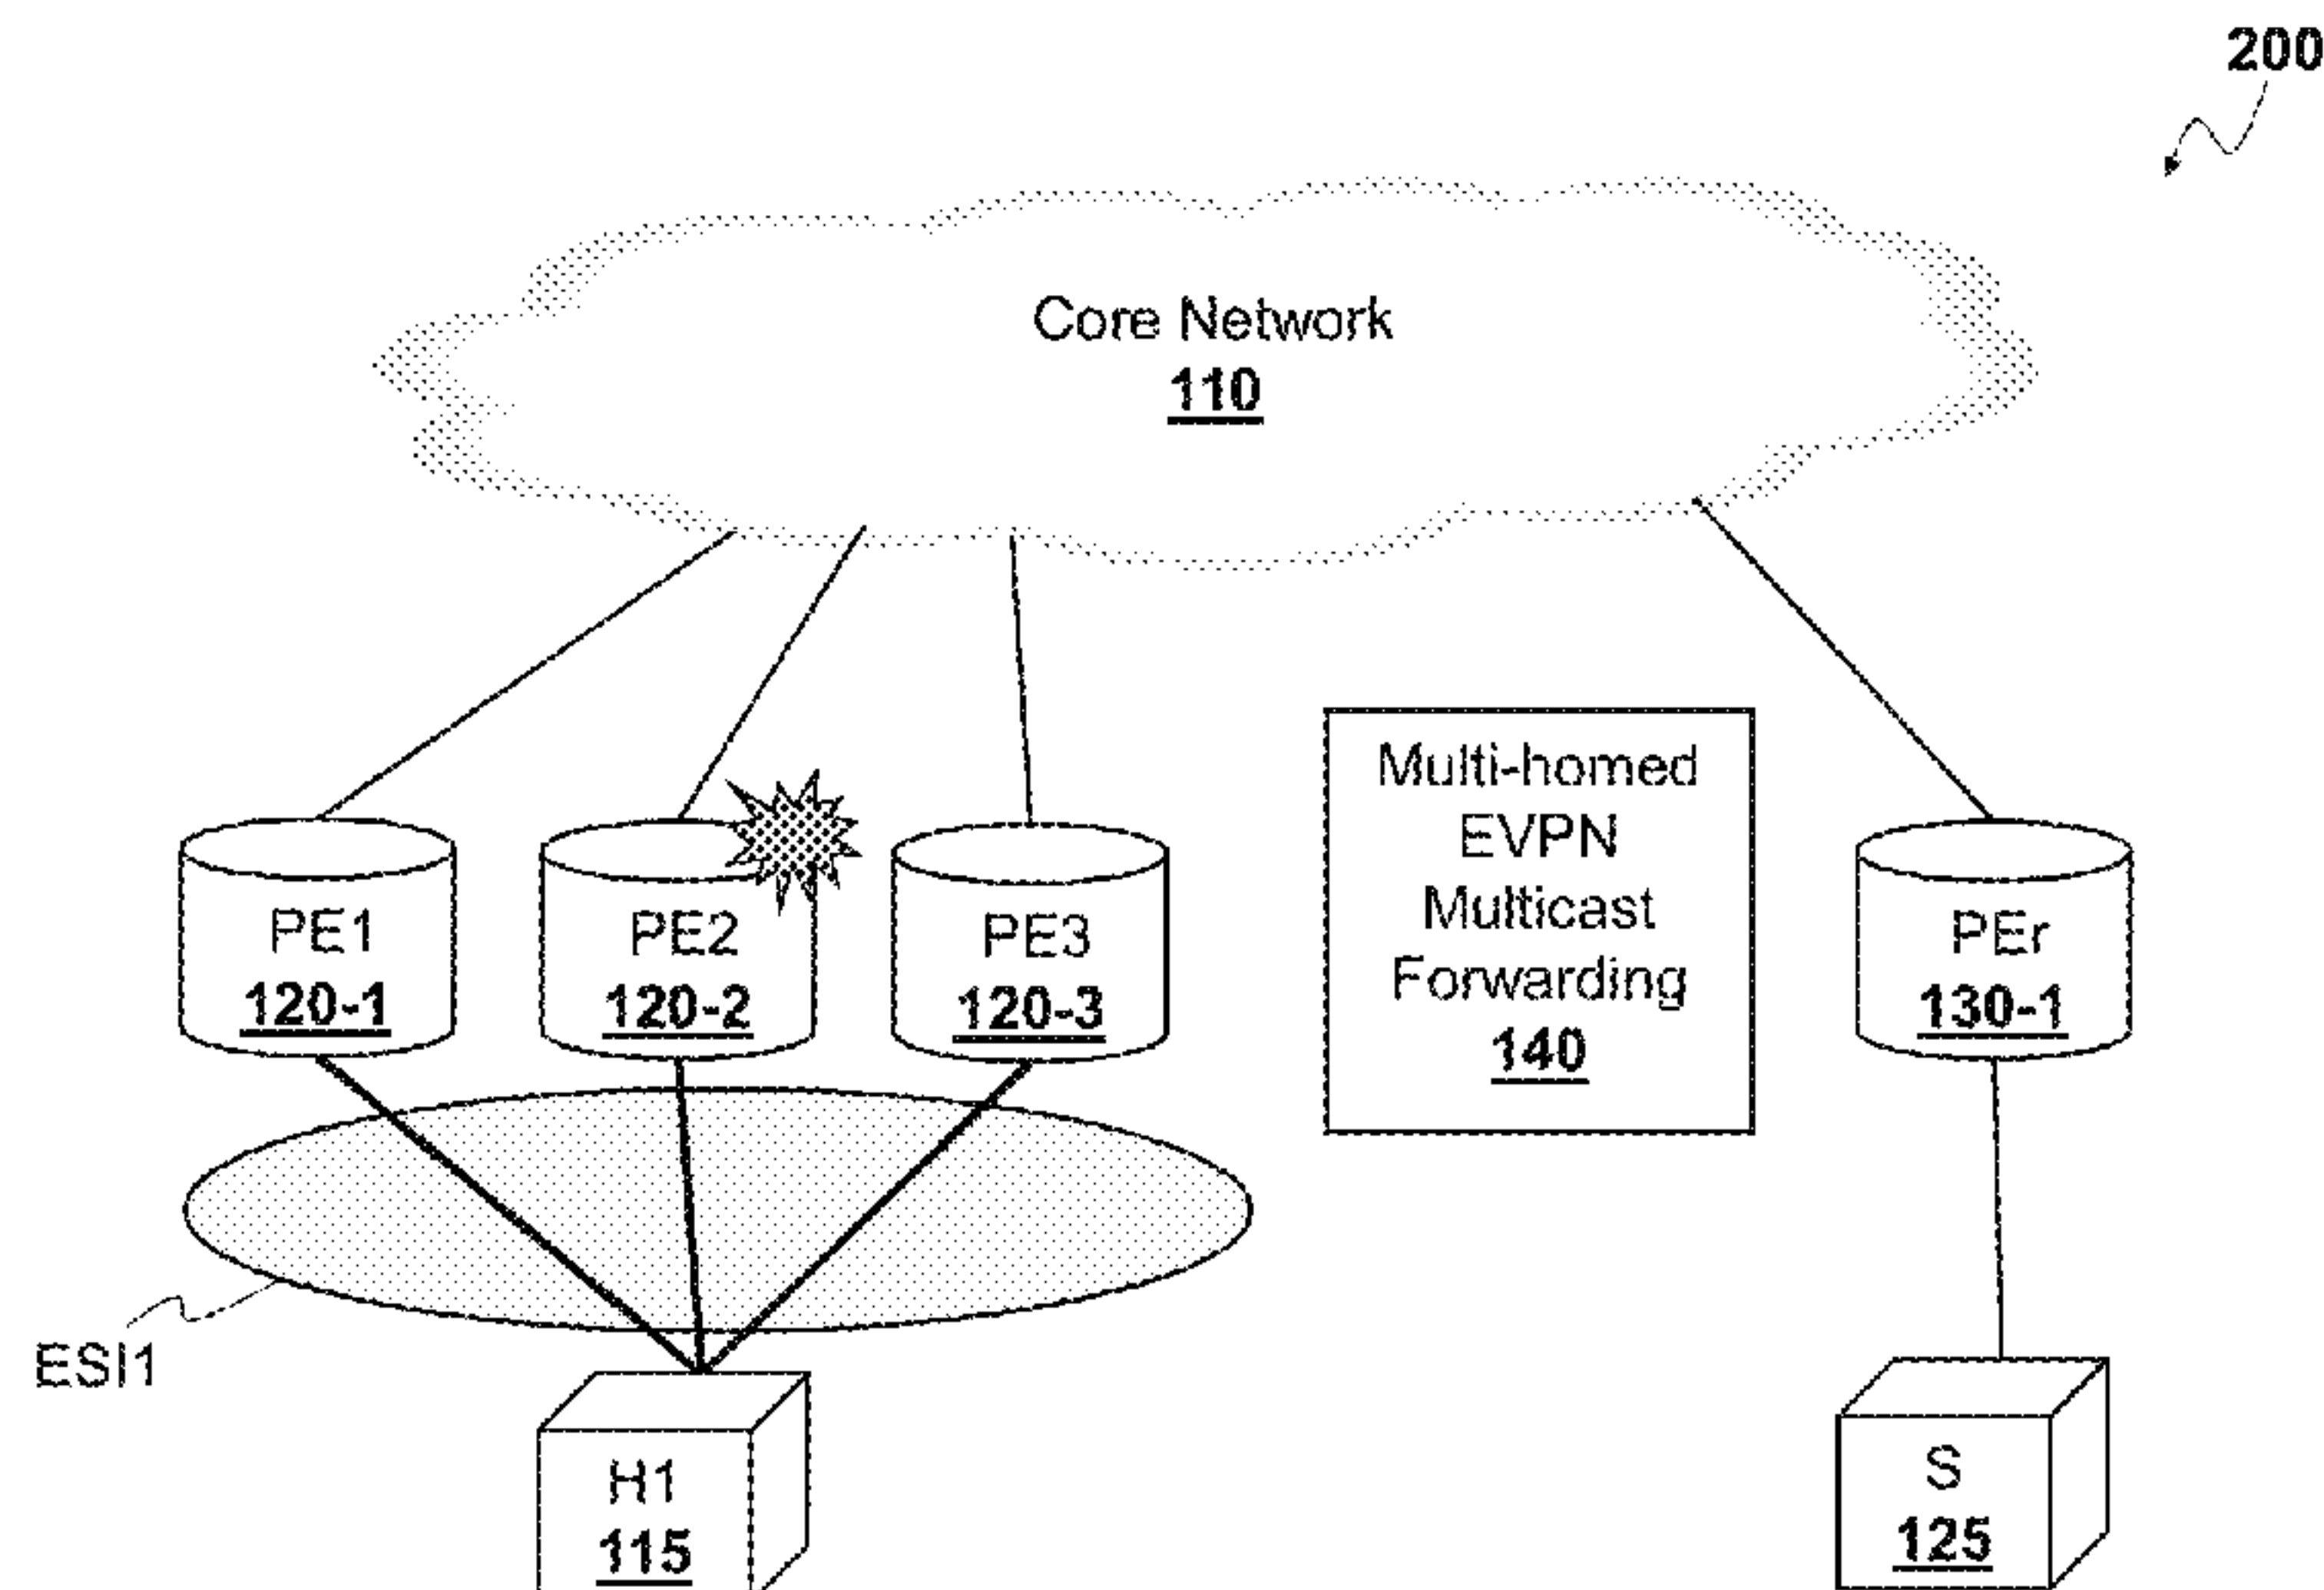 200
Core Network
110
Multi-homed
EVPN
Multicast
Forwarding
140
PE1
120-1
PE2
120-2
PE3
120-3
PEr
130-1
ESI1
H1
115
S
125